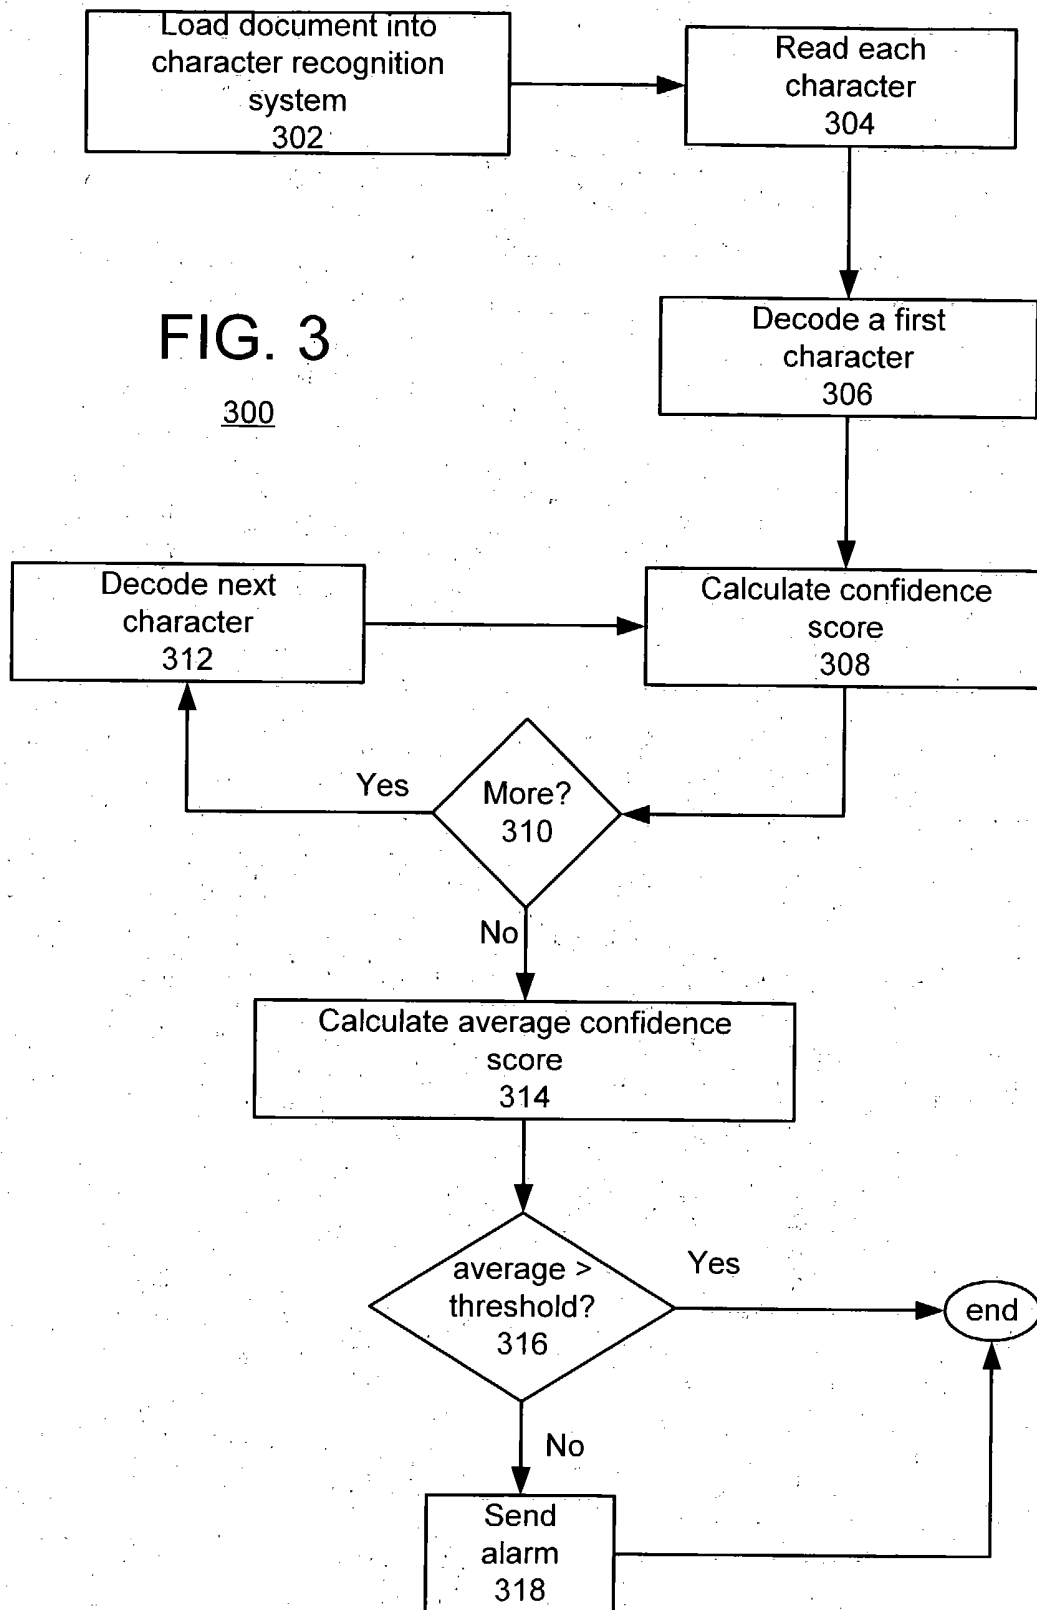 Load document into
character recognition
system
302
Read each
character
304
FIG. 3
300
Decode a first
character
306
Decode next
character
312
Calculate confidence
score
308
Yes
More?
310
No
Calculate average confidence
score
314
average >
threshold?
316
Yes
end
No
Send
alarm
318